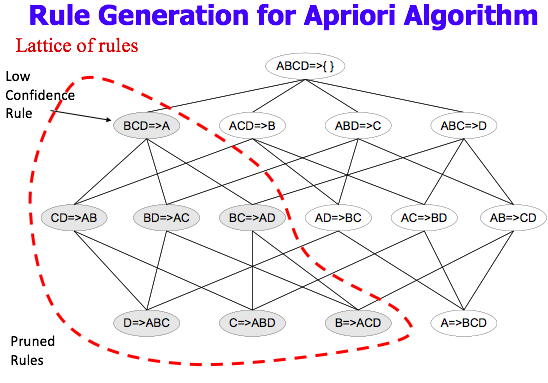 Rule Generation for Apriori Algorithm
Lattice of rules
ABCD=>{ }
Low
Confidence
Rule
BCD=>A
ACD=>B
ABD=>C
ABC=>D
CD=>AB
BD=>AC
BC=>AD
AD=>BC
AC=>BD
AB=>CD
D=>ABC
C=>ABD
B=>ACD
A=>BCD
Pruned
Rules